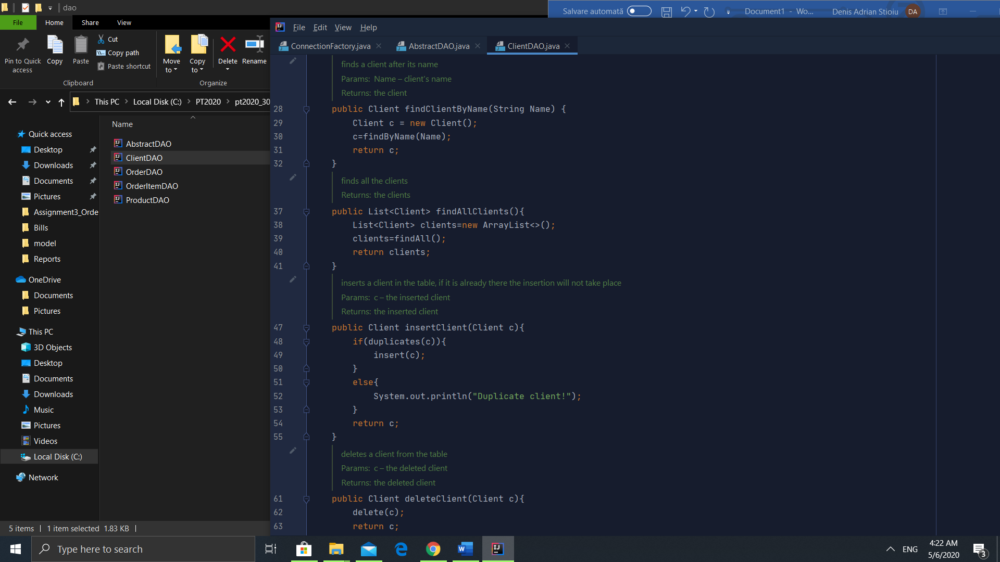 dao
File Home Share View
Pin to Quick access
Copy
Paste
Cut
Copy path
Paste shortcut
Clipboard
Move to
Copy to
Delete
Rename
Organize
This PC > Local Disk (C:) > PT2020 > pt2020_30
Name
Quick access
Desktop
Downloads
Documents
Pictures
Assignment3_Orde
Bills
model
Reports
OneDrive
Documents
Pictures
This PC
3D Objects
Desktop
Documents
Downloads
Music
Pictures
Videos
Local Disk (C:)
Network
AbstractDAO
ClientDAO
OrderDAO
OrderItemDAO
ProductDAO
5 items 1 item selected 1.83 KB
Salvare automată Document1 - Wo... Denis Adrian Stioiu DA
File Edit View Help
ConnectionFactory.java AbstractDAO.java ClientDAO.java
finds a client after its name
Params: Name – client's name
Returns: the client
28 public Client findClientByName(String Name) {
29 Client c = new Client();
30 c=findByName(Name);
31 return c;
32 }
finds all the clients
Returns: the clients
37 public List<Client> findAllClients(){
38 List<Client> clients=new ArrayList<>();
39 clients=findAll();
40 return clients;
41 }
inserts a client in the table, if it is already there the insertion will not take place
Params: c – the inserted client
Returns: the inserted client
47 public Client insertClient(Client c){
48 if(duplicates(c)){
49 insert(c);
50 }
51 else{
52 System.out.println("Duplicate client!");
53 }
54 return c;
55 }
deletes a client from the table
Params: c – the deleted client
Returns: the deleted client
61 public Client deleteClient(Client c){
62 delete(c);
63 return c;
Type here to search
ENG
4:22 AM
5/6/2020
3